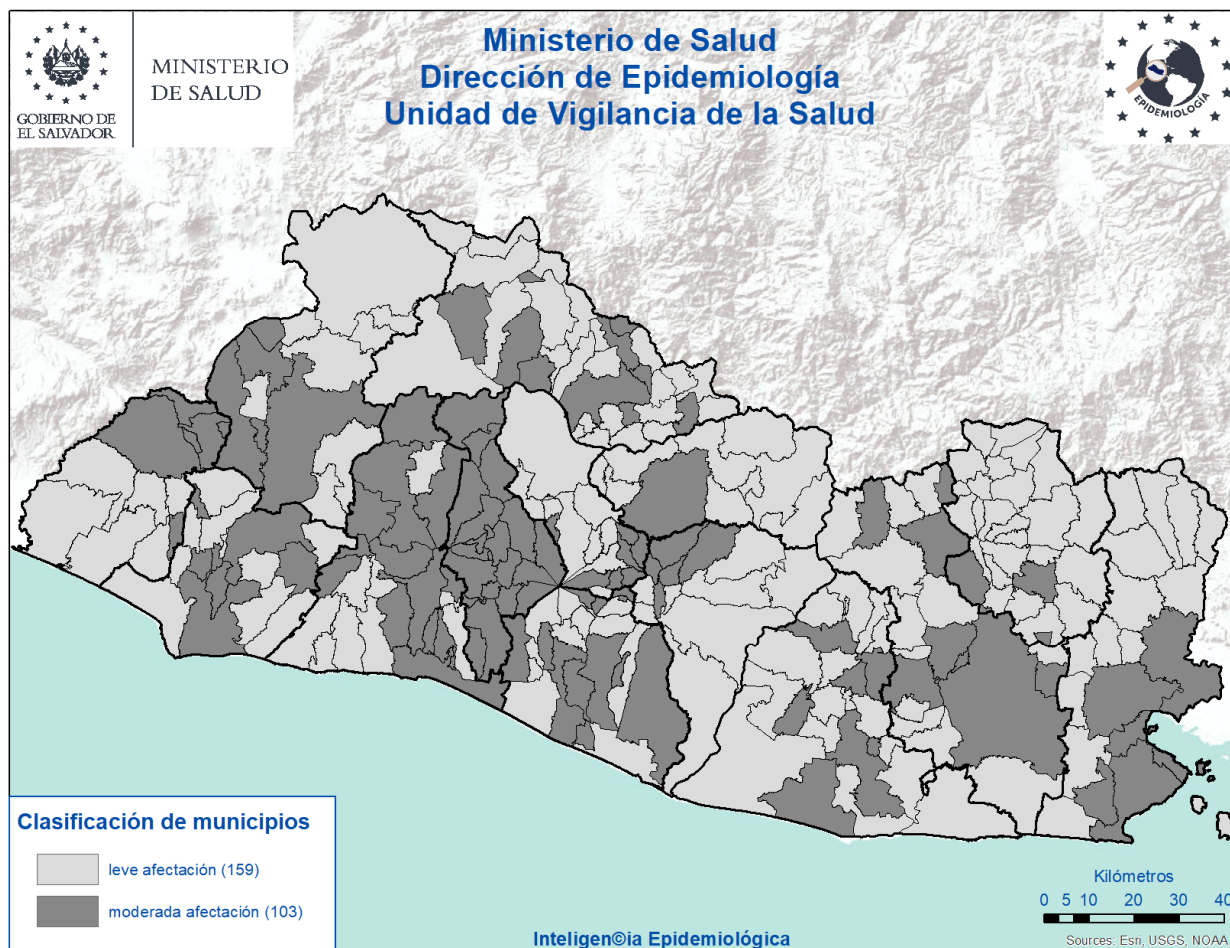 GOBIERNO DE
EL SALVADOR
MINISTERIO
DE SALUD
Ministerio de Salud
Dirección de Epidemiología
Unidad de Vigilancia de la Salud
EPIDEMIOLOGÍA
Clasificación de municipios
leve afectación (159)
moderada afectación (103)
Inteligen©ia Epidemiológica
Kilómetros
0 5 10 20 30 40
Sources: Esri, USGS, NOAA